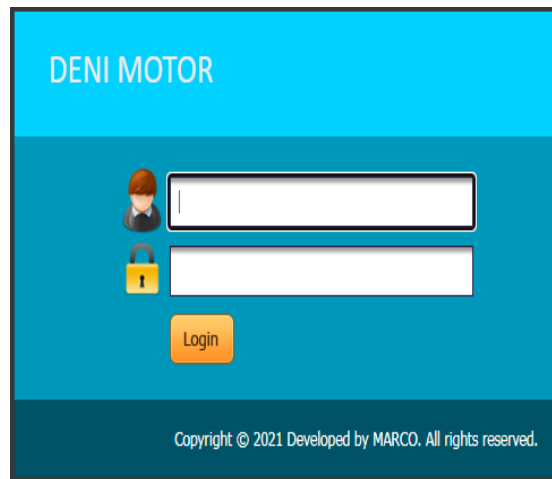 DENI MOTOR
Login
Copyright © 2021 Developed by MARCO. All rights reserved.